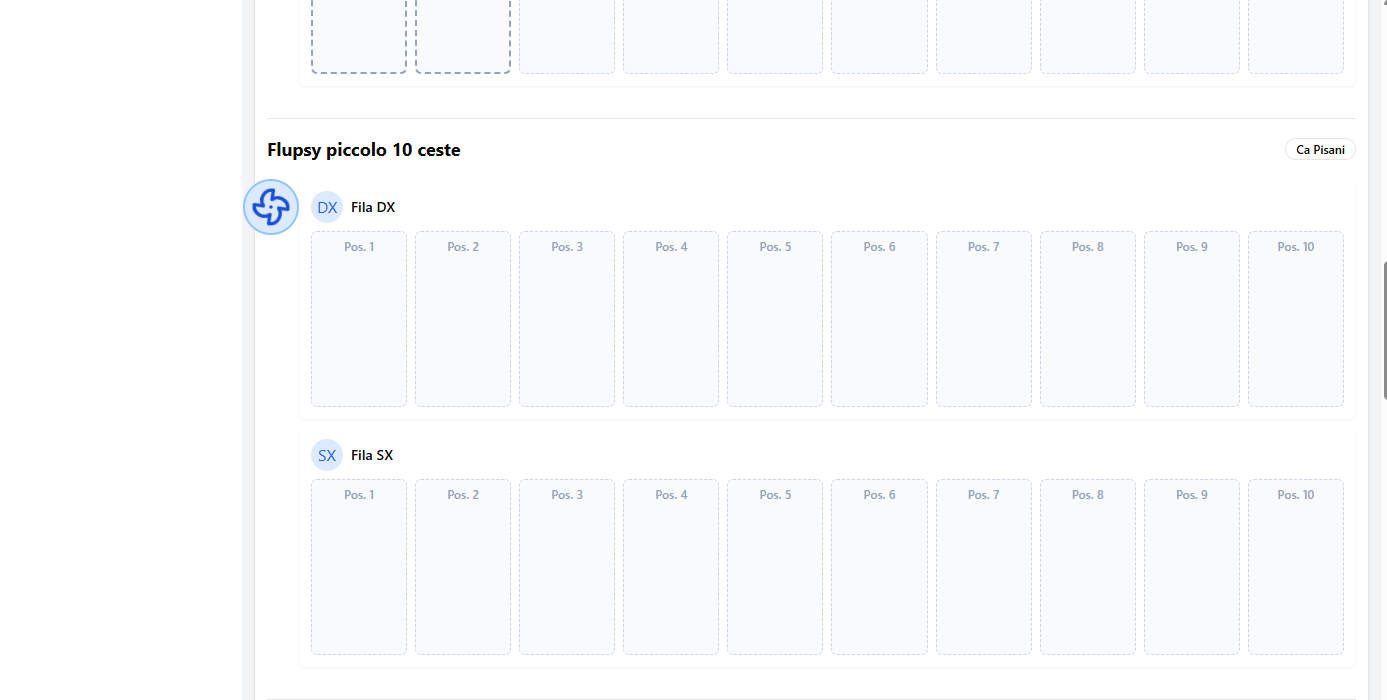 Flupsy piccolo 10 ceste
Ca Pisani
DX Fila DX
Pos. 1 Pos. 2 Pos. 3 Pos. 4 Pos. 5 Pos. 6 Pos. 7 Pos. 8 Pos. 9 Pos. 10
SX Fila SX
Pos. 1 Pos. 2 Pos. 3 Pos. 4 Pos. 5 Pos. 6 Pos. 7 Pos. 8 Pos. 9 Pos. 10